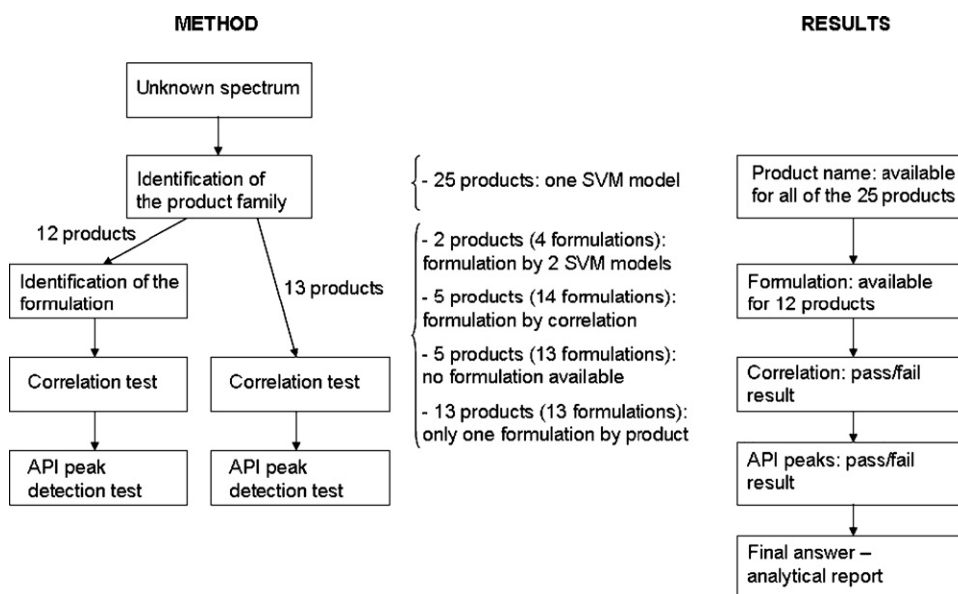 METHOD
Unknown spectrum
Identification of
the product family
12 products
13 products
Identification of the
formulation
Correlation test
Correlation test
API peak
detection test
API peak
detection test
- 25 products: one SVM model
- 2 products (4 formulations):
formulation by 2 SVM models
- 5 products (14 formulations):
formulation by correlation
- 5 products (13 formulations):
no formulation available
- 13 products (13 formulations):
only one formulation by product
RESULTS
Product name: available
for all of the 25 products
Formulation: available
for 12 products
Correlation: pass/fail
result
API peaks: pass/fail
result
Final answer –
analytical report